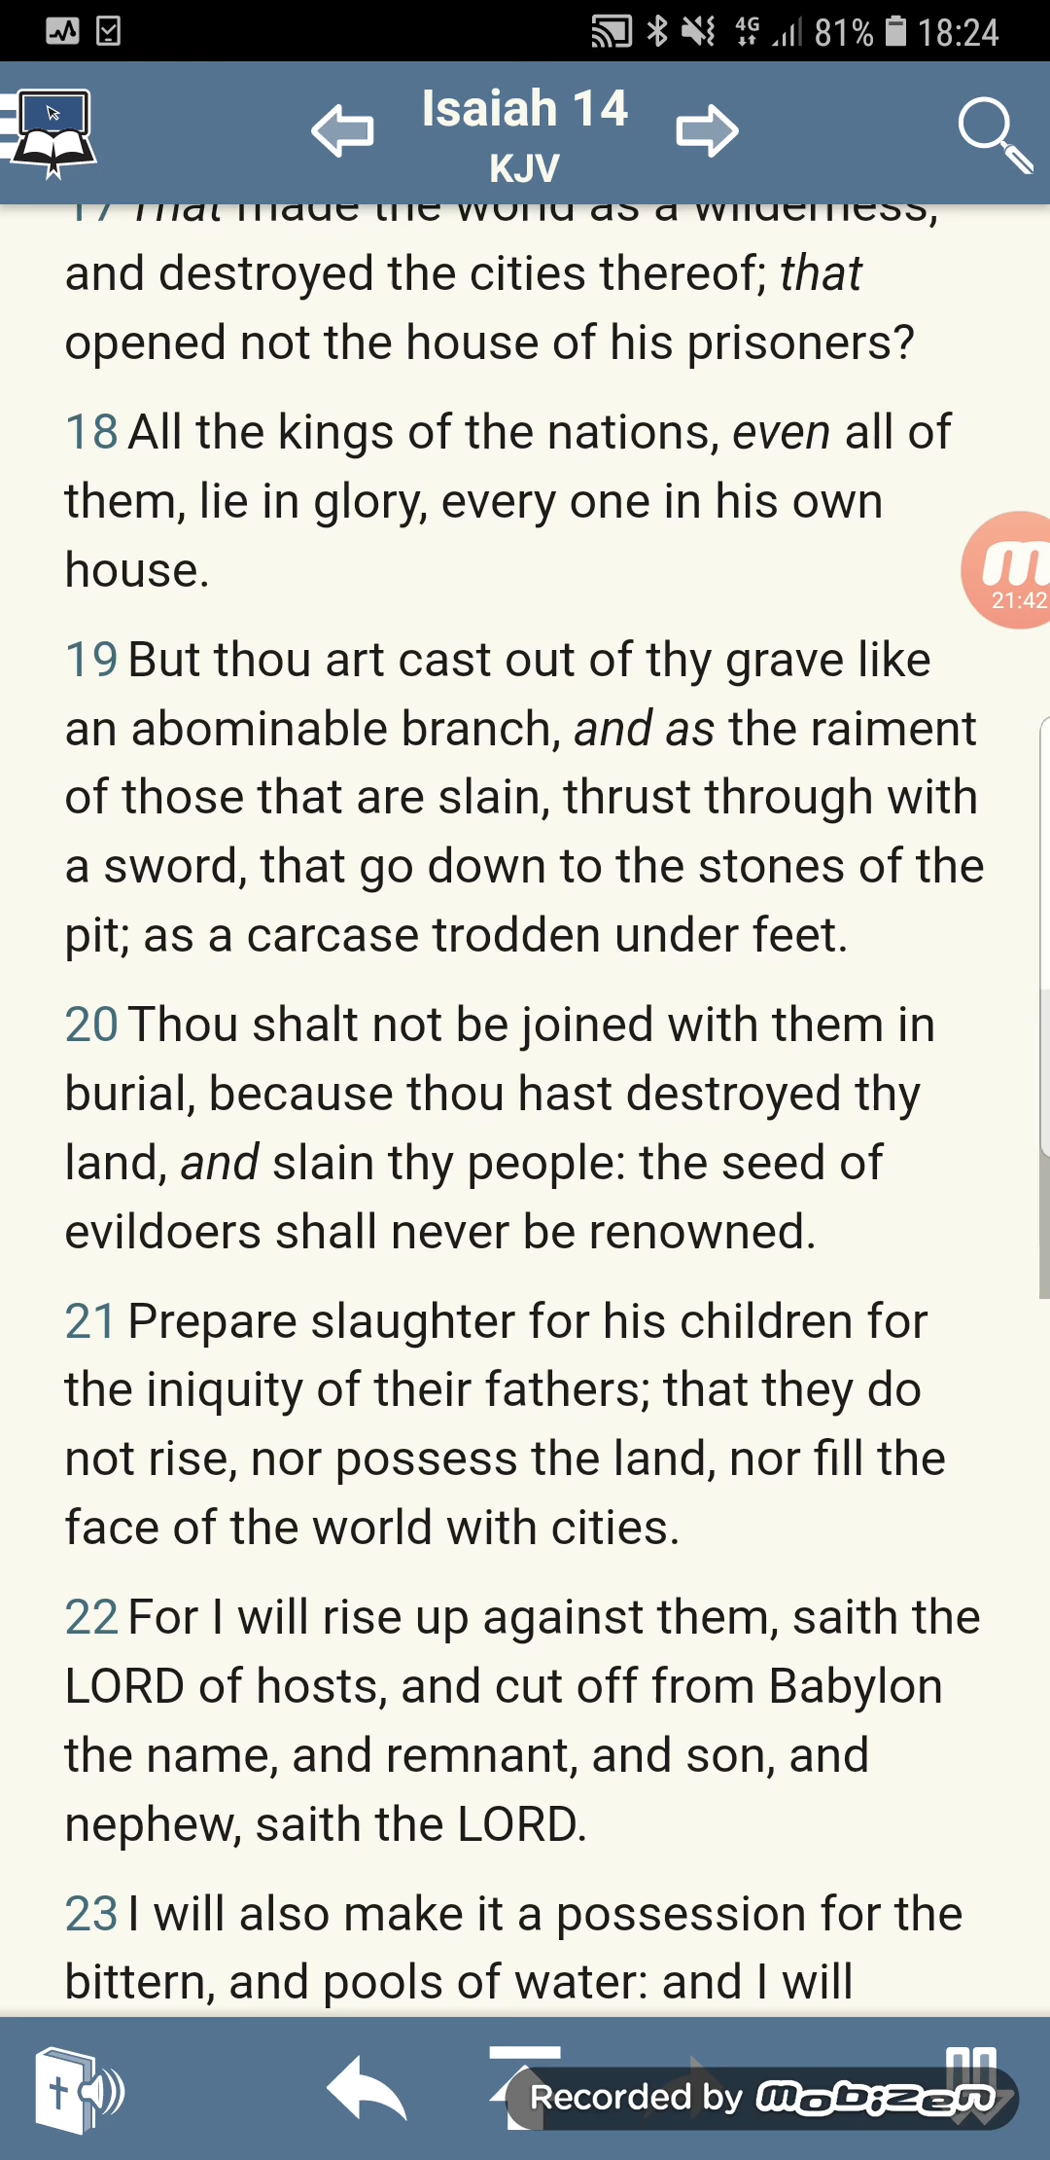 4G 81% 18:24
Isaiah 14
KJV
17 That made the world as a wilderness,
and destroyed the cities thereof; that
opened not the house of his prisoners?
18 All the kings of the nations, even all of
them, lie in glory, every one in his own
house.
21:42
19 But thou art cast out of thy grave like
an abominable branch, and as the raiment
of those that are slain, thrust through with
a sword, that go down to the stones of the
pit; as a carcase trodden under feet.
20 Thou shalt not be joined with them in
burial, because thou hast destroyed thy
land, and slain thy people: the seed of
evildoers shall never be renowned.
21 Prepare slaughter for his children for
the iniquity of their fathers; that they do
not rise, nor possess the land, nor fill the
face of the world with cities.
22 For I will rise up against them, saith the
LORD of hosts, and cut off from Babylon
the name, and remnant, and son, and
nephew, saith the LORD.
23 I will also make it a possession for the
bittern, and pools of water: and I will
Recorded by mobizen